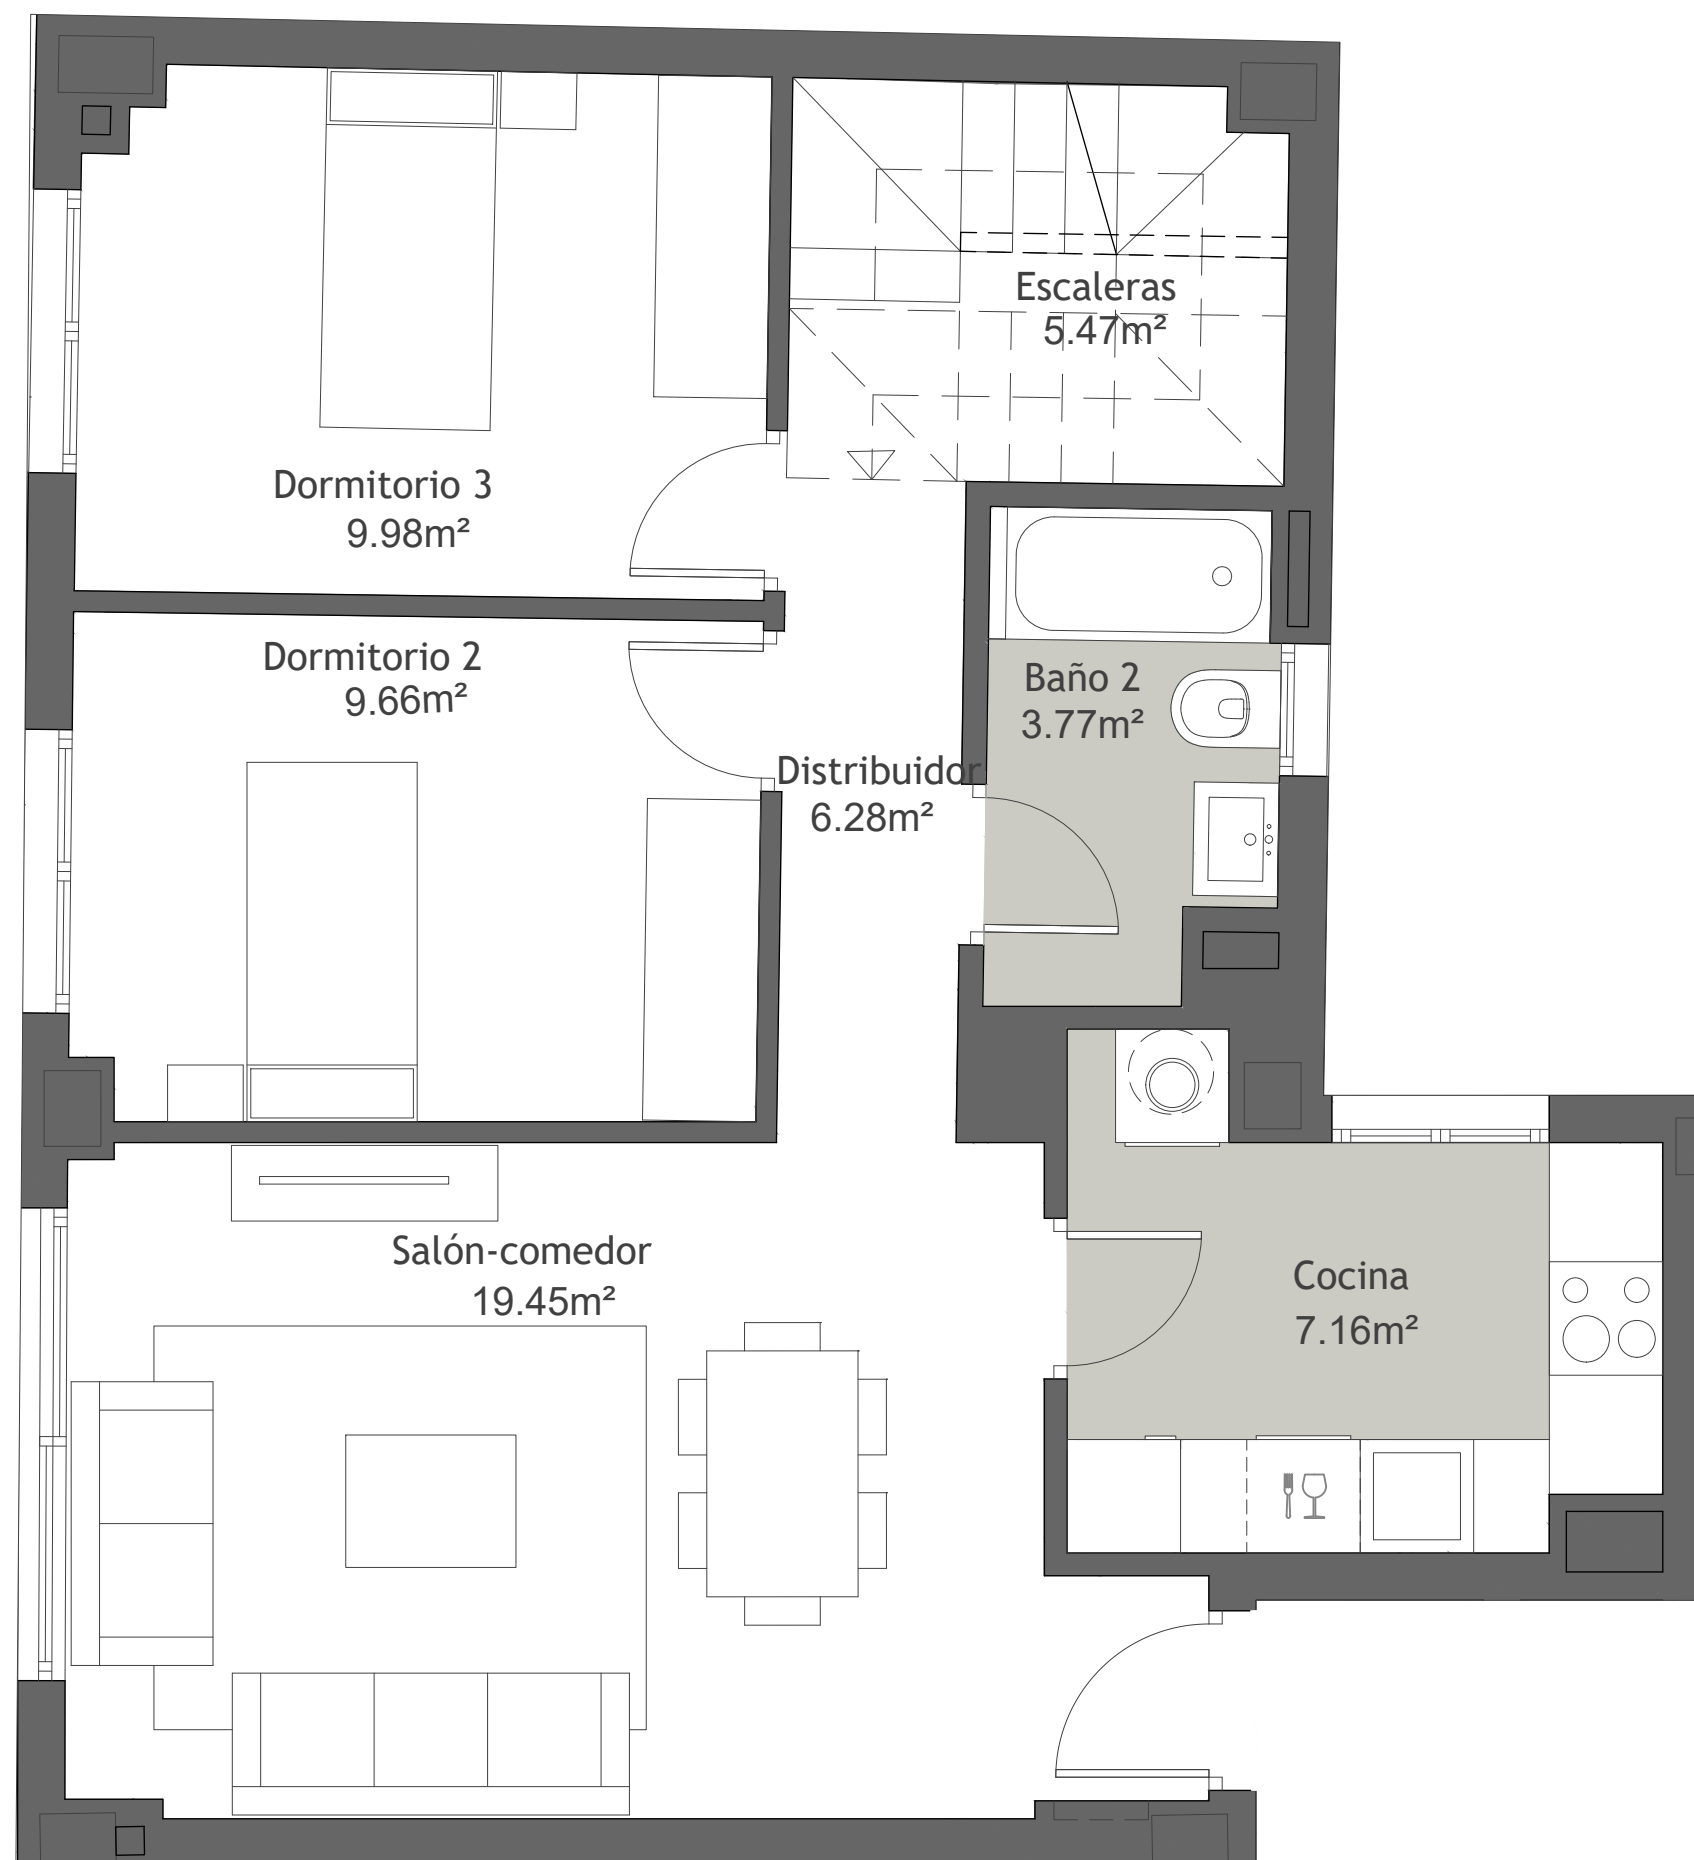 Escaleras
5.47m²
Dormitorio 3
9.98m²
Dormitorio 2
9.66m²
Baño 2
3.77m²
Distribuidor
6.28m²
Salón-comedor
19.45m²
Cocina
7.16m²